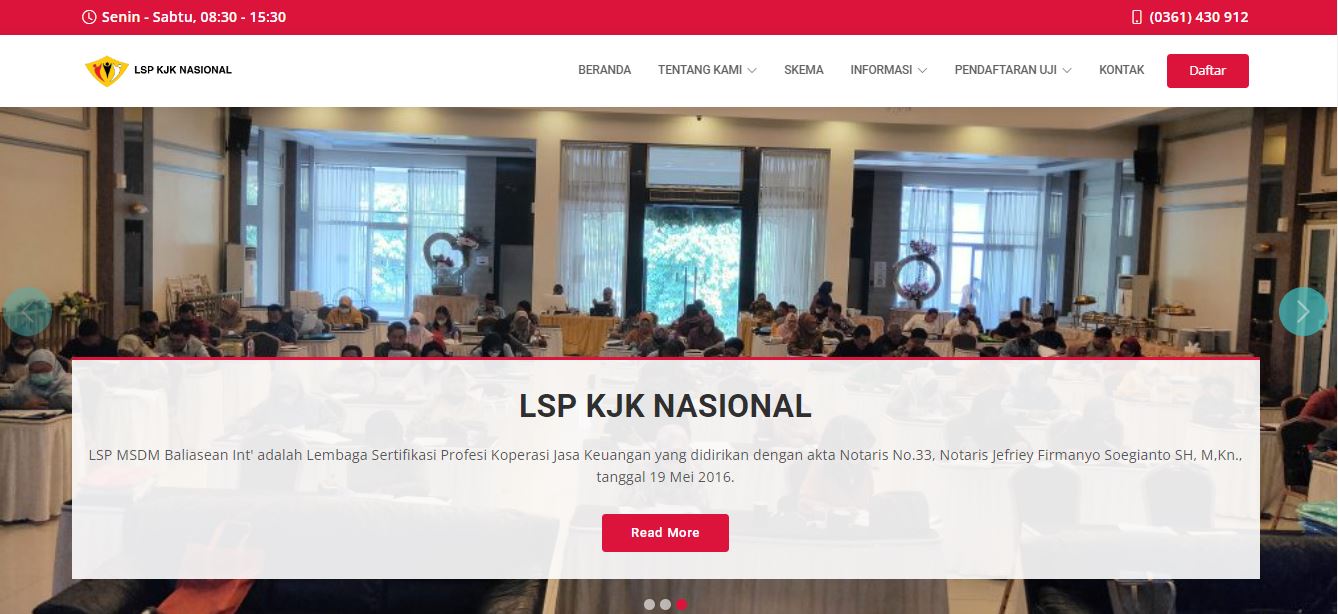 Senin - Sabtu, 08:30 - 15:30
(0361) 430 912
LSP KJK NASIONAL
BERANDA
TENTANG KAMI
SKEMA
INFORMASI
PENDAFTARAN UJI
KONTAK
Daftar
LSP KJK NASIONAL
LSP MSDM Baliasean Int' adalah Lembaga Sertifikasi Profesi Koperasi Jasa Keuangan yang didirikan dengan akta Notaris No.33, Notaris Jefriey Firmanyo Soegianto SH, M,Kn.,
tanggal 19 Mei 2016.
Read More